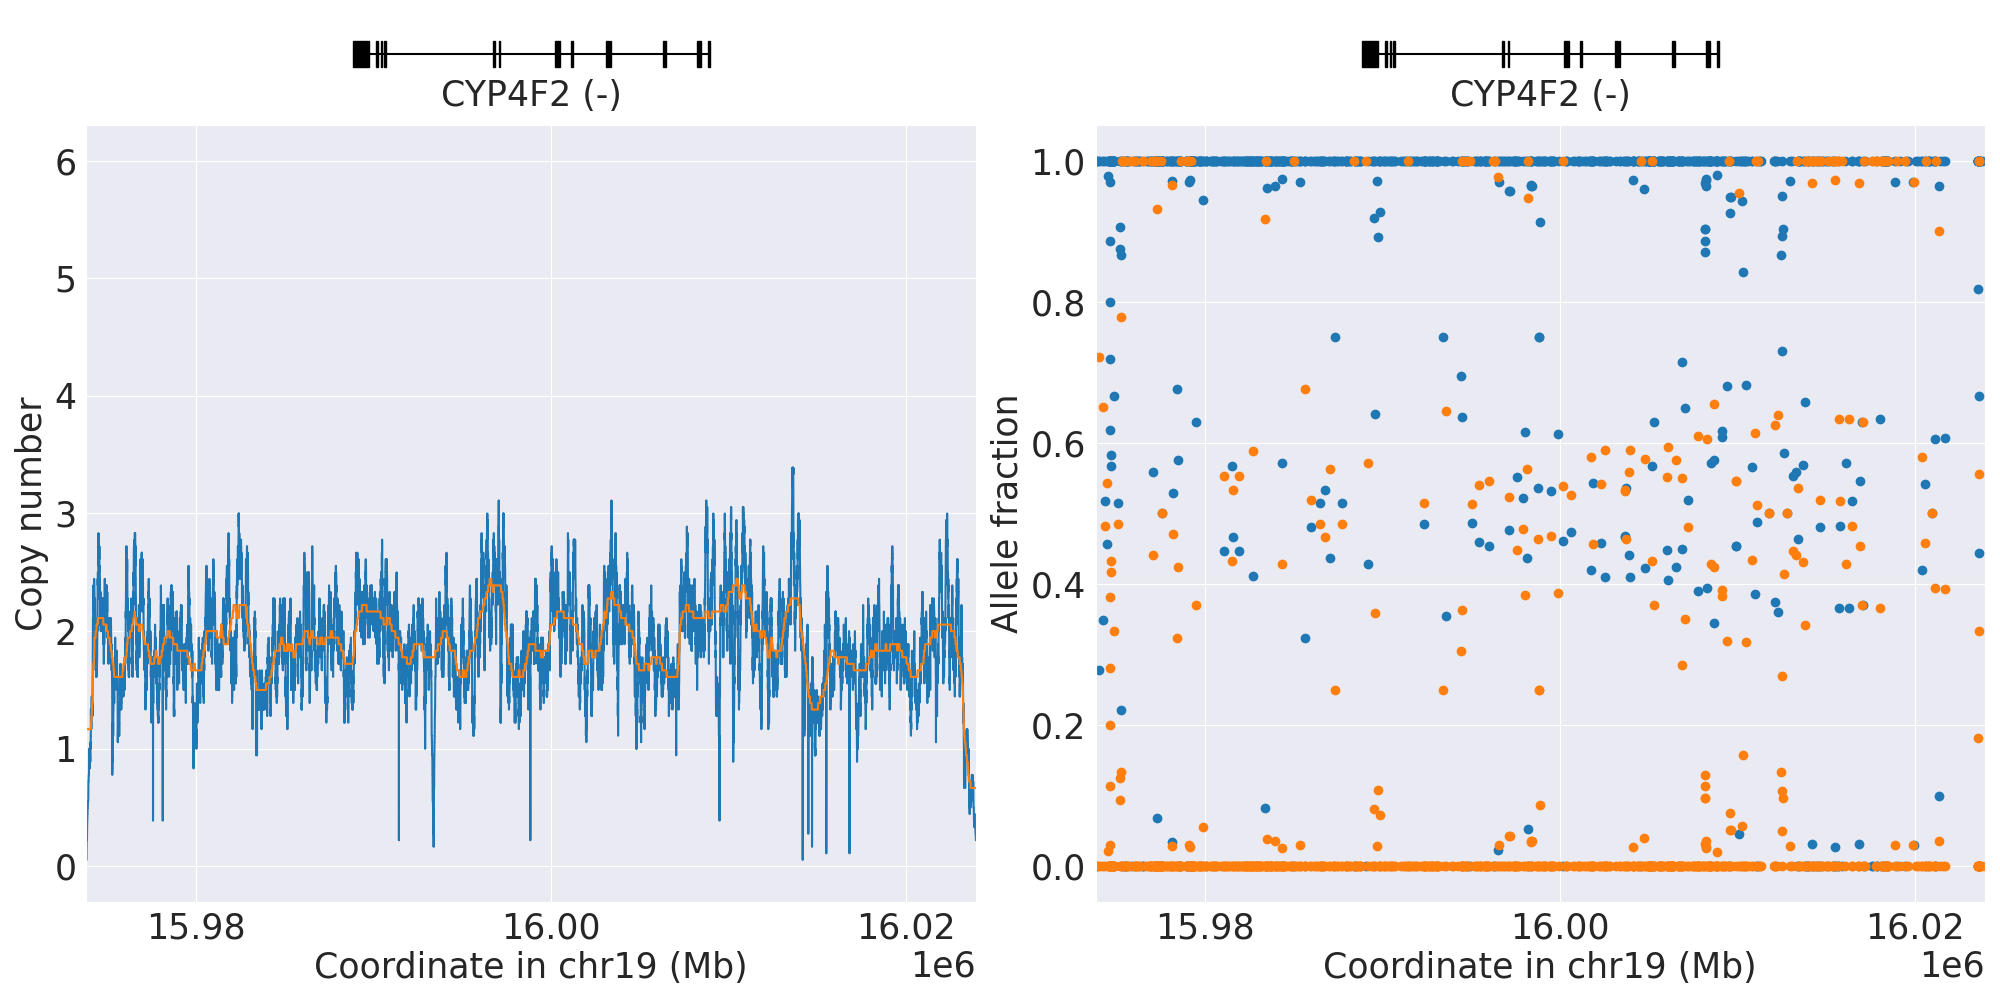 CYP4F2 (-)
CYP4F2 (-)
Copy number
6
5
4
3
2
1
0
15.98
16.00
16.02
Coordinate in chr19 (Mb)
1e6
Allele fraction
1.0
0.8
0.6
0.4
0.2
0.0
15.98
16.00
16.02
Coordinate in chr19 (Mb)
1e6